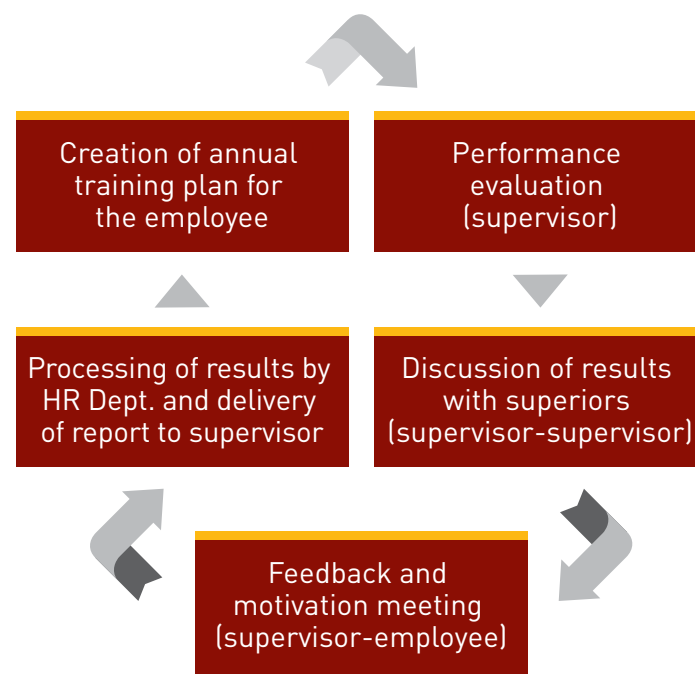 Creation of annual
training plan for
the employee
Performance
evaluation
(supervisor)
Processing of results by
HR Dept. and delivery
of report to supervisor
Discussion of results
with superiors
(supervisor-supervisor)
Feedback and
motivation meeting
(supervisor-employee)